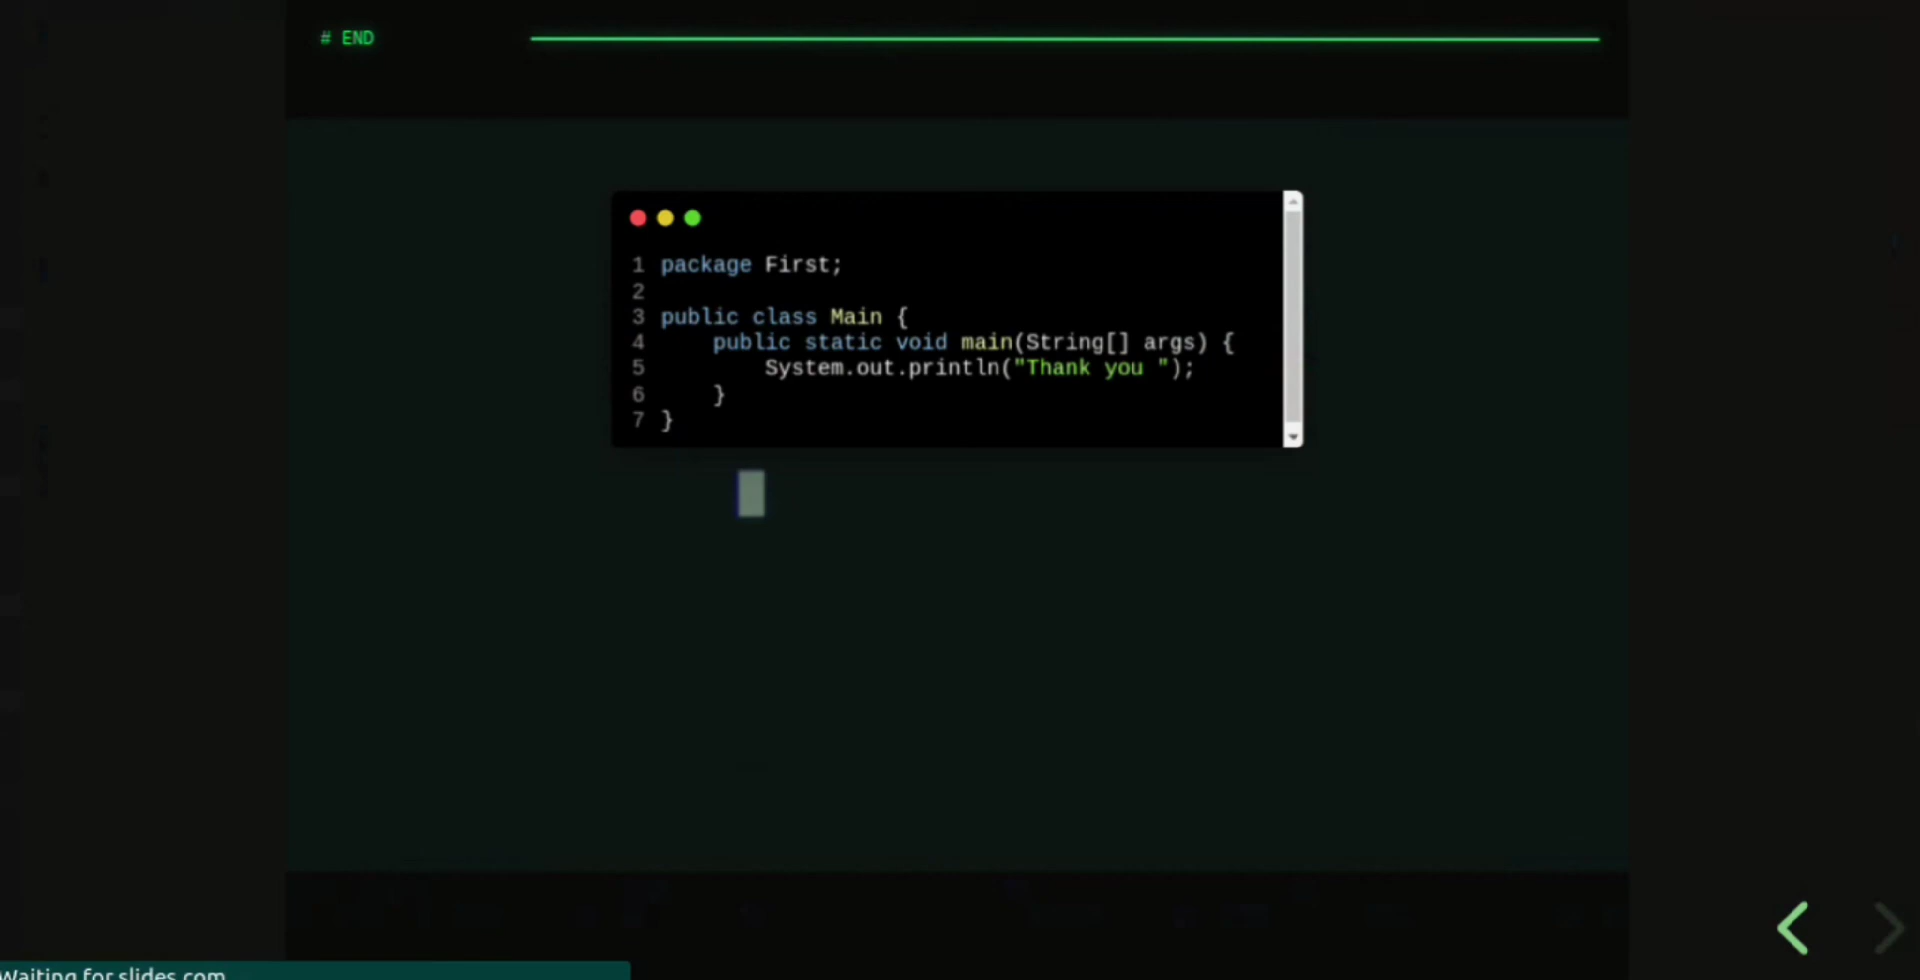 # END
1 package First;
2
3 public class Main {
4     public static void main(String[] args) {
5         System.out.println("Thank you ");
6     }
7 }
Waiting for slides.com